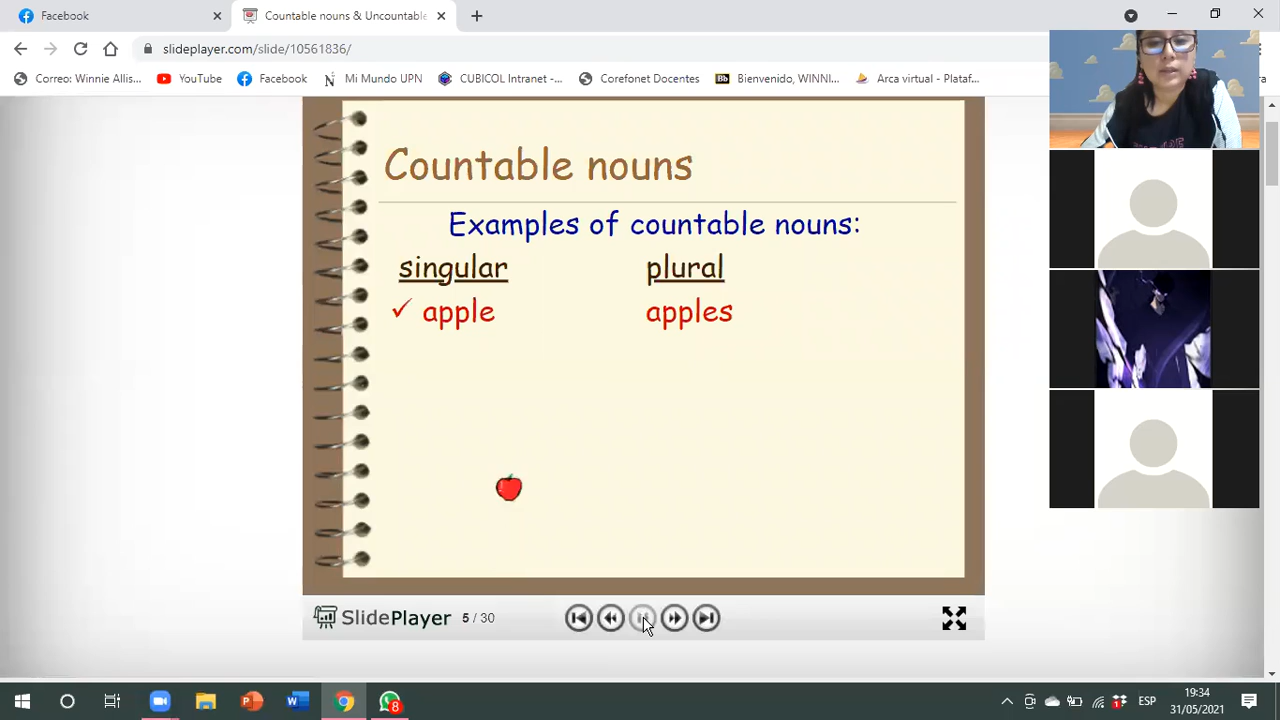 Facebook
Countable nouns & Uncountable
slideplayer.com/slide/10561836/
Correo: Winnie Allis...
YouTube
Facebook
Mi Mundo UPN
CUBICOL Intranet -...
Corefonet Docentes
Bb
Bienvenido, WINNI...
Arca virtual - Plataf...
Countable nouns
Examples of countable nouns:
singular plural
✓ apple apples
SlidePlayer 5 / 30
8
ESP
19:34
31/05/2021